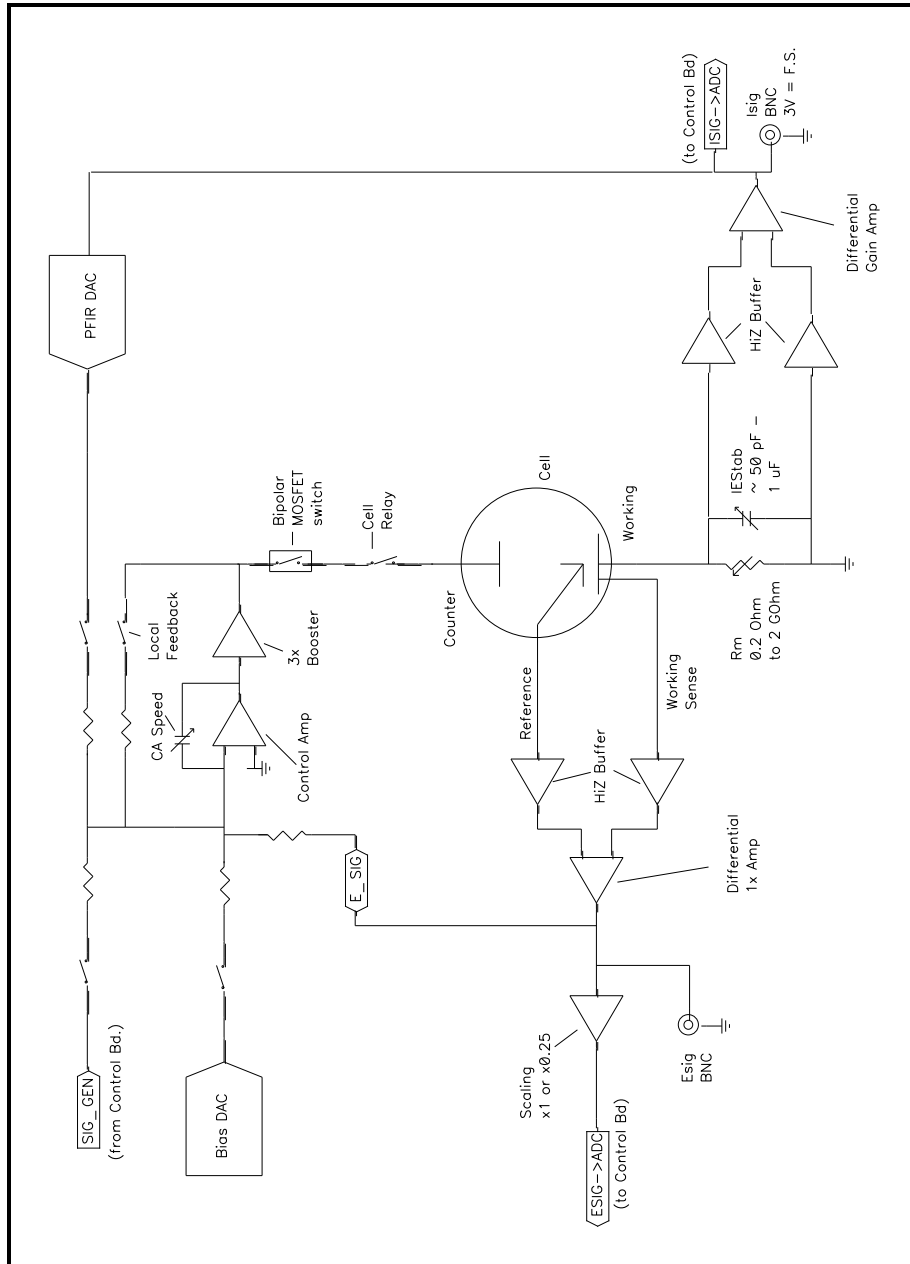 SIG_GEN
(from Control Bd.)
Bias DAC
PFIR DAC
Local
Feedback
CA Speed
Control Amp
3x
Booster
Bipolar
MOSFET
switch
Cell
Relay
E_SIG
Counter
Cell
Reference
Working
Working
Sense
HiZ Buffer
Differential
1x Amp
Scaling
x1 or x0.25
ESIG->ADC
(to Control Bd)
Esig
BNC
Rm
0.2 Ohm
to 2 GOhm
IEStab
~ 50 pF -
1 uF
HiZ Buffer
Differential
Gain Amp
(to Control Bd)
ISIG->ADC
Isig
BNC
3V = F.S.